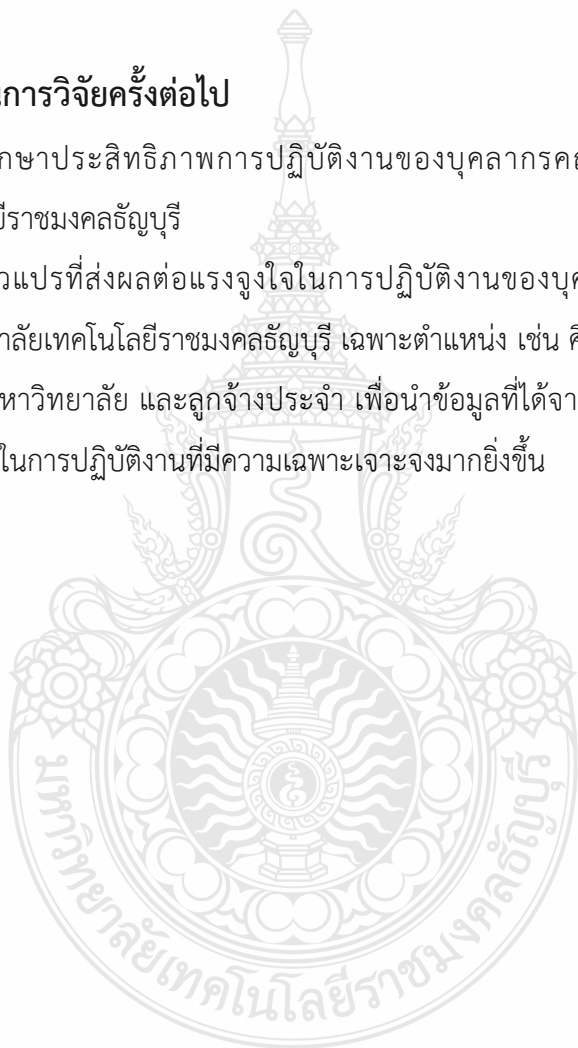 นการวิจัยครั้งต่อไป
กษาประสิทธิภาพการปฏิบัติงานของบุคลากรคณ
ยีราชมงคลธัญบุรี
วแปรที่ส่งผลต่อแรงจูงใจในการปฏิบัติงานของบุค
าลัยเทคโนโลยีราชมงคลธัญบุรี เฉพาะตำแหน่ง เช่น ศิ
หาวิทยาลัย และลูกจ้างประจำ เพื่อนำข้อมูลที่ได้จา
ในการปฏิบัติงานที่มีความเฉพาะเจาะจงมากยิ่งขึ้น
มหาวิทยาลัยเทคโนโลยีราชมงคลธัญบุรี